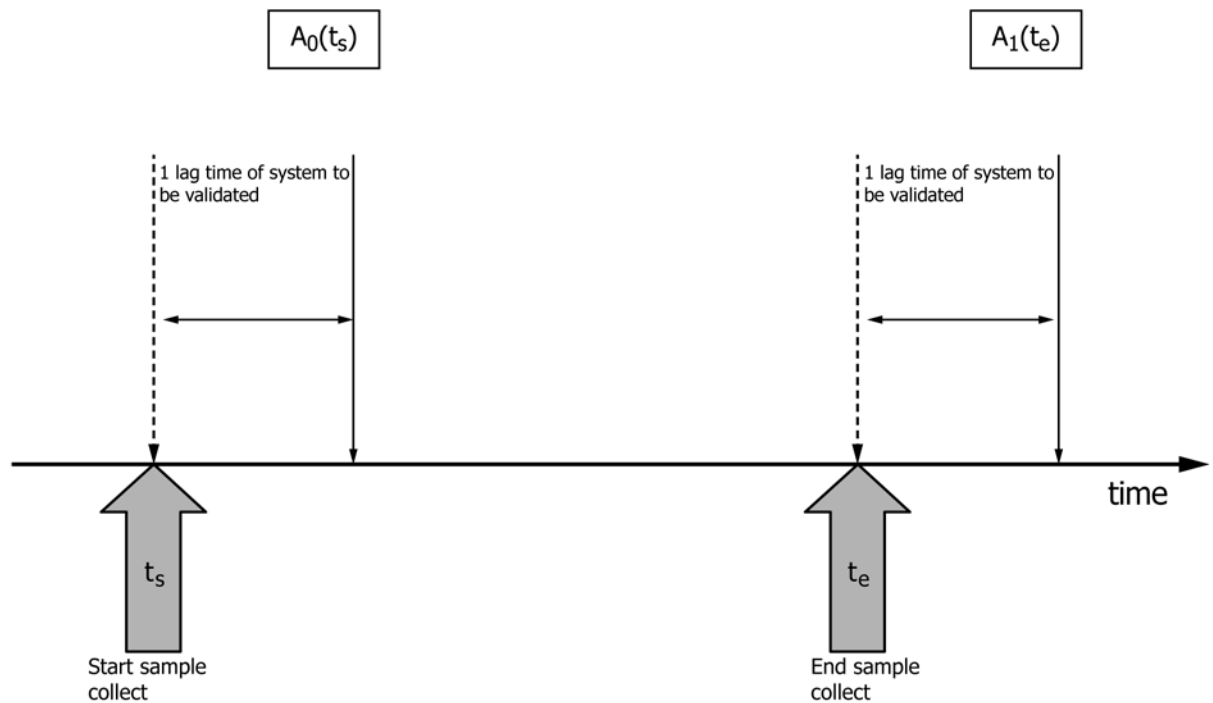 A₀(tₛ)
A₁(tₑ)
1 lag time of system to
be validated
1 lag time of system to
be validated
time
tₛ
tₑ
Start sample
collect
End sample
collect